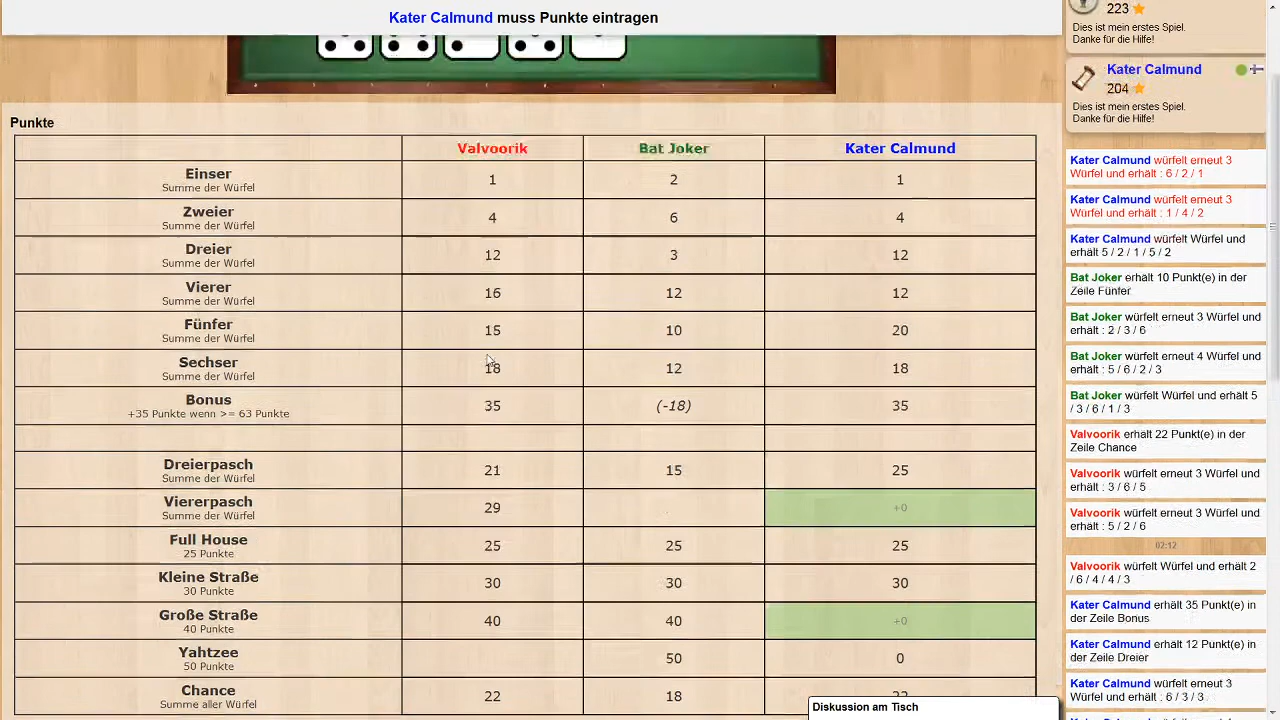 Kater Calmund muss Punkte eintragen
Punkte
Valvoorik Bat Joker Kater Calmund
Einser 1 2 1
Summe der Würfel
Zweier 4 6 4
Summe der Würfel
Dreier 12 3 12
Summe der Würfel
Vierer 16 12 12
Summe der Würfel
Fünfer 15 10 20
Summe der Würfel
Sechser 18 12 18
Summe der Würfel
Bonus 35 (-18) 35
+35 Punkte wenn >= 63 Punkte
Dreierpasch 21 15 25
Summe der Würfel
Viererpasch 29 +0
Summe der Würfel
Full House 25 25 25
25 Punkte
Kleine Straße 30 30 30
30 Punkte
Große Straße 40 40 +0
40 Punkte
Yahtzee 50 0
50 Punkte
Chance 22 18
Summe aller Würfel
Diskussion am Tisch
223
Dies ist mein erstes Spiel.
Danke für die Hilfe!
Kater Calmund
204
Dies ist mein erstes Spiel.
Danke für die Hilfe!
Kater Calmund würfelt erneut 3
Würfel und erhält : 6 / 2 / 1
Kater Calmund würfelt erneut 3
Würfel und erhält : 1 / 4 / 2
Kater Calmund würfelt Würfel und
erhält 5 / 2 / 1 / 5 / 2
Bat Joker erhält 10 Punkt(e) in der
Zeile Fünfer
Bat Joker würfelt erneut 3 Würfel und
erhält : 2 / 3 / 6
Bat Joker würfelt erneut 4 Würfel und
erhält : 5 / 6 / 2 / 3
Bat Joker würfelt Würfel und erhält 5
/ 3 / 6 / 1 / 3
Valvoorik erhält 22 Punkt(e) in der
Zeile Chance
Valvoorik würfelt erneut 3 Würfel und
erhält : 3 / 6 / 5
Valvoorik würfelt erneut 3 Würfel und
erhält : 5 / 2 / 6
02:12
Valvoorik würfelt Würfel und erhält 2
/ 6 / 4 / 4 / 3
Kater Calmund erhält 35 Punkt(e) in
der Zeile Bonus
Kater Calmund erhält 12 Punkt(e) in
der Zeile Dreier
Kater Calmund würfelt erneut 3
Würfel und erhält : 6 / 3 / 3